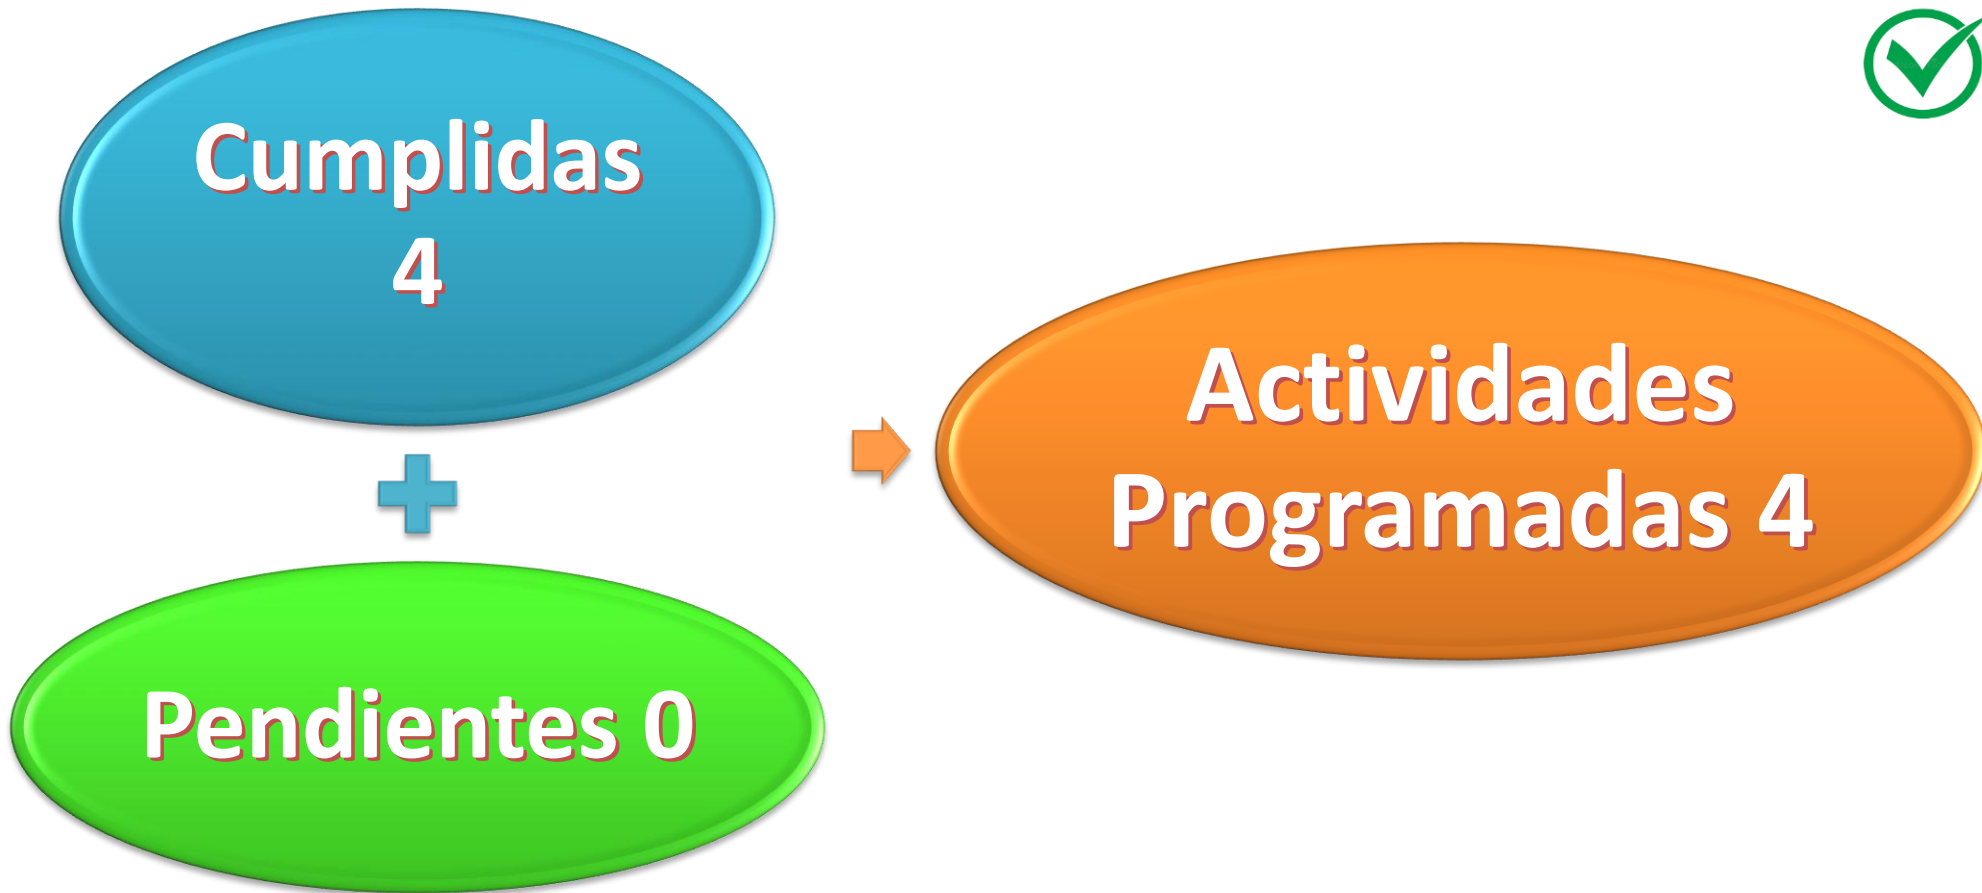 Cumplidas
4
Pendientes 0
Actividades
Programadas 4